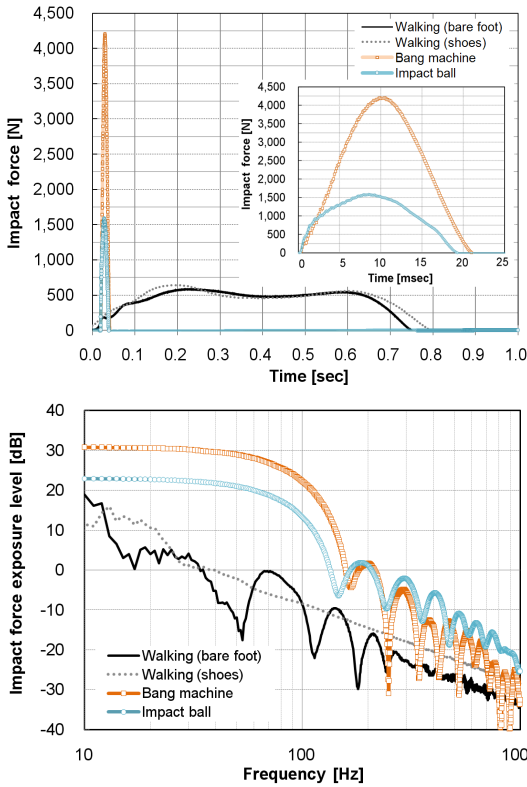 4,500
4,000
3,500
3,000
2,500
2,000
1,500
1,000
500
0
Impact force [N]
Walking (bare foot)
Walking (shoes)
Bang machine
Impact ball
4,500
4,000
3,500
3,000
2,500
2,000
1,500
1,000
500
0
Impact force [N]
0 5 10 15 20 25
Time [msec]
0.0 0.1 0.2 0.3 0.4 0.5 0.6 0.7 0.8 0.9 1.0
Time [sec]
40
30
20
10
0
-10
-20
-30
-40
Impact force exposure level [dB]
Walking (bare foot)
Walking (shoes)
Bang machine
Impact ball
10 100 100
Frequency [Hz]